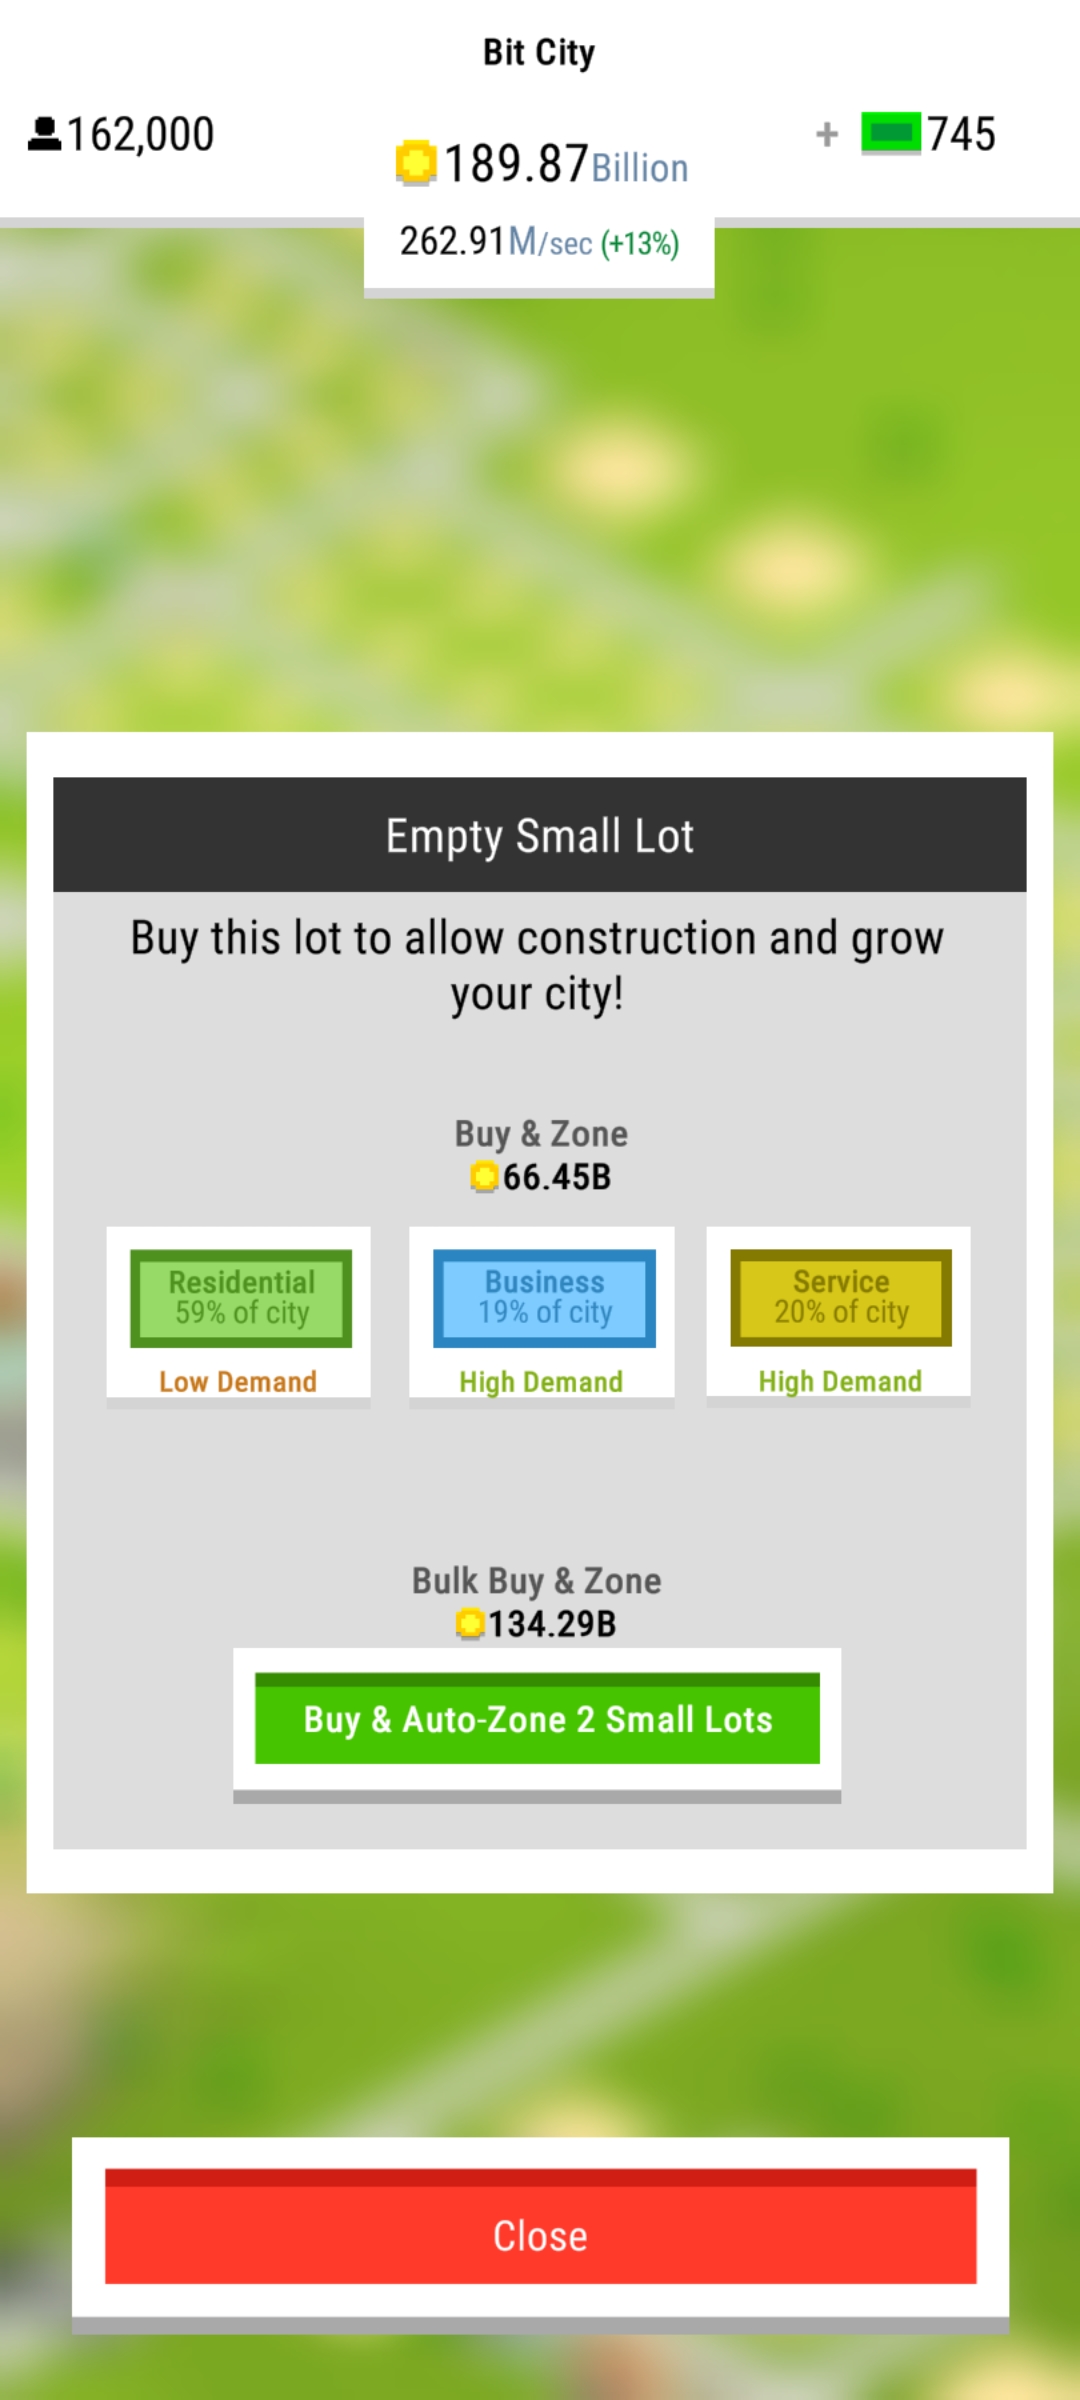 Bit City
162,000
189.87Billion
+ 745
262.91M/sec (+13%)
Empty Small Lot
Buy this lot to allow construction and grow
your city!
Buy & Zone
66.45B
Residential
59% of city
Low Demand
Business
19% of city
High Demand
Service
20% of city
High Demand
Bulk Buy & Zone
134.29B
Buy & Auto-Zone 2 Small Lots
Close